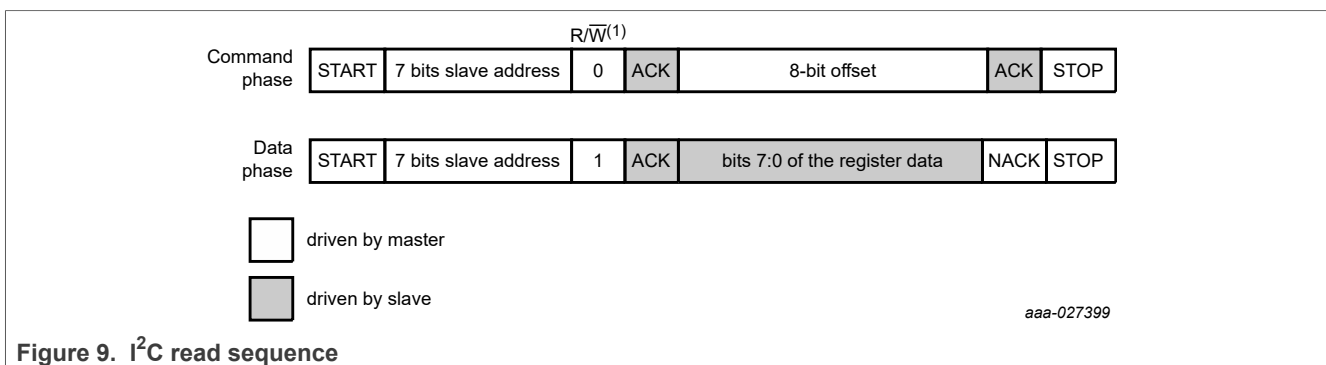 R/W̅(1)
Command phase START 7 bits slave address 0 ACK 8-bit offset ACK STOP
Data phase START 7 bits slave address 1 ACK bits 7:0 of the register data NACK STOP
driven by master
driven by slave
aaa-027399
Figure 9. I²C read sequence